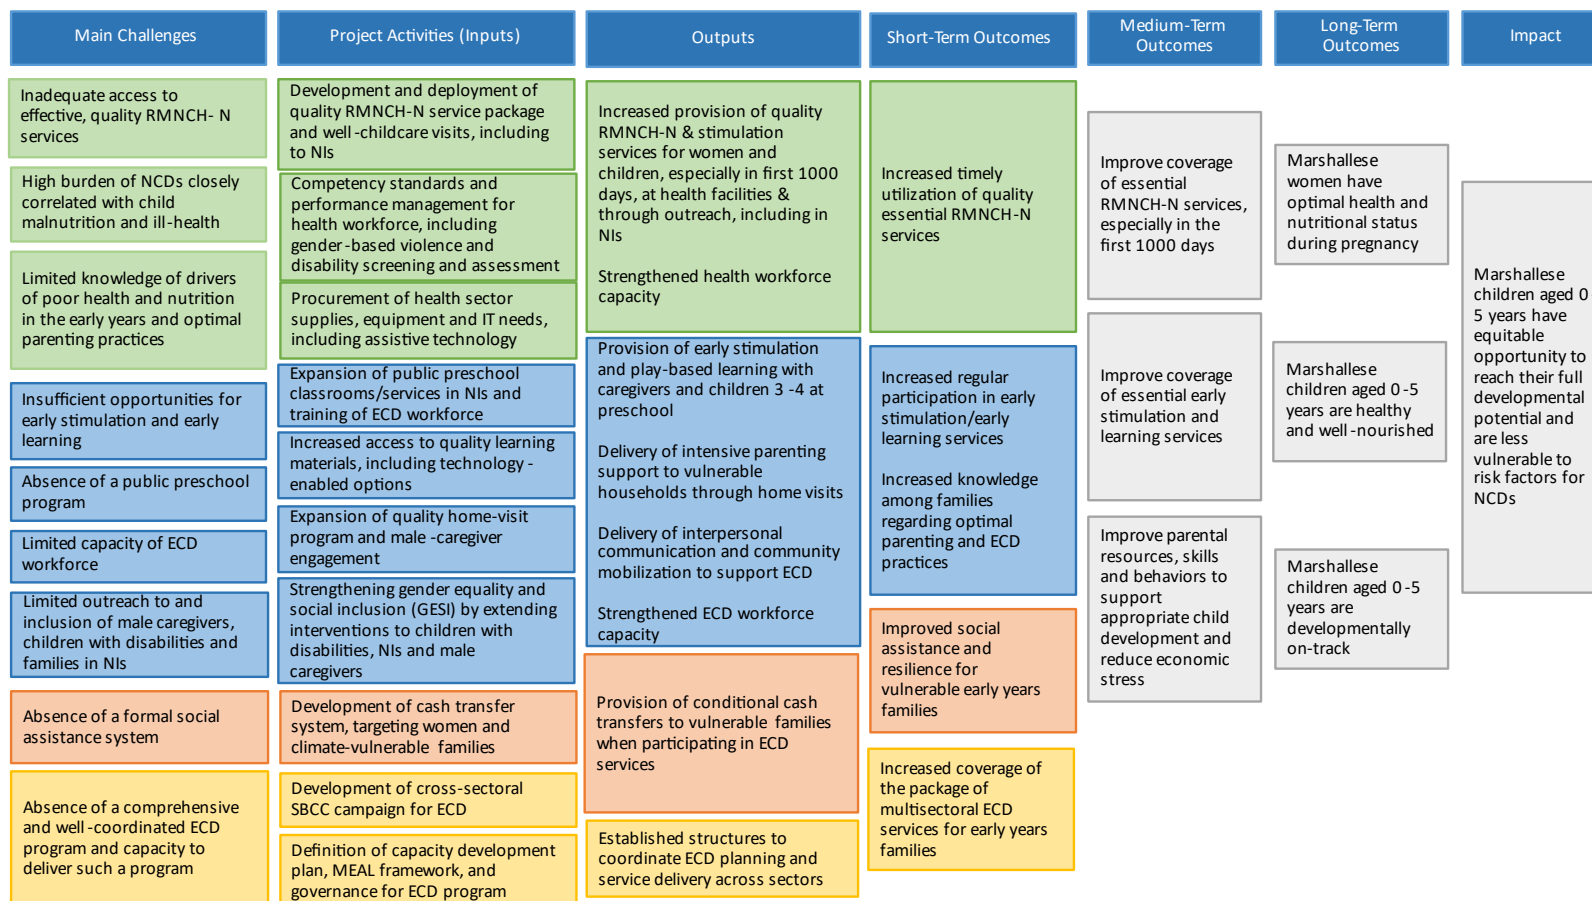 Main Challenges
Project Activities (Inputs)
Outputs
Short-Term Outcomes
Medium-Term
Outcomes
Long-Term
Outcomes
Impact
Inadequate access to
effective, quality RMNCH- N
services
High burden of NCDs closely
correlated with child
malnutrition and ill-health
Limited knowledge of drivers
of poor health and nutrition
in the early years and optimal
parenting practices
Insufficient opportunities for
early stimulation and early
learning
Absence of a public preschool
program
Limited capacity of ECD
workforce
Limited outreach to and
inclusion of male caregivers,
children with disabilities and
families in NIs
Absence of a formal social
assistance system
Absence of a comprehensive
and well-coordinated ECD
program and capacity to
deliver such a program
Development and deployment of
quality RMNCH-N service package
and well-childcare visits, including
to NIs
Competency standards and
performance management for
health workforce, including
gender-based violence and
disability screening and assessment
Procurement of health sector
supplies, equipment and IT needs,
including assistive technology
Expansion of public preschool
classrooms/services in NIs and
training of ECD workforce
Increased access to quality learning
materials, including technology-
enabled options
Expansion of quality home-visit
program and male-caregiver
engagement
Strengthening gender equality and
social inclusion (GESI) by extending
interventions to children with
disabilities, NIs and male
caregivers
Development of cash transfer
system, targeting women and
climate-vulnerable families
Development of cross-sectoral
SBCC campaign for ECD
Definition of capacity development
plan, MEAL framework, and
governance for ECD program
Increased provision of quality
RMNCH-N & stimulation
services for women and
children, especially in first 1000
days, at health facilities &
through outreach, including in
NIs
Strengthened health workforce
capacity
Provision of early stimulation
and play-based learning with
caregivers and children 3-4 at
preschool
Delivery of intensive parenting
support to vulnerable
households through home visits
Delivery of interpersonal
communication and community
mobilization to support ECD
Strengthened ECD workforce
capacity
Provision of conditional cash
transfers to vulnerable families
when participating in ECD
services
Established structures to
coordinate ECD planning and
service delivery across sectors
Increased timely
utilization of quality
essential RMNCH-N
services
Increased regular
participation in early
stimulation/early
learning services
Increased knowledge
among families
regarding optimal
parenting and ECD
practices
Improved social
assistance and
resilience for
vulnerable early years
families
Increased coverage of
the package of
multisectoral ECD
services for early years
families
Improve coverage
of essential
RMNCH-N services,
especially in the
first 1000 days
Improve coverage
of essential early
stimulation and
learning services
Improve parental
resources, skills
and behaviors to
support
appropriate child
development and
reduce economic
stress
Marshallese
women have
optimal health and
nutritional status
during pregnancy
Marshallese
children aged 0-5
years are healthy
and well-nourished
Marshallese
children aged 0-5
years are
developmentally
on-track
Marshallese
children aged 0-
5 years have
equitable
opportunity to
reach their full
developmental
potential and
are less
vulnerable to
risk factors for
NCDs